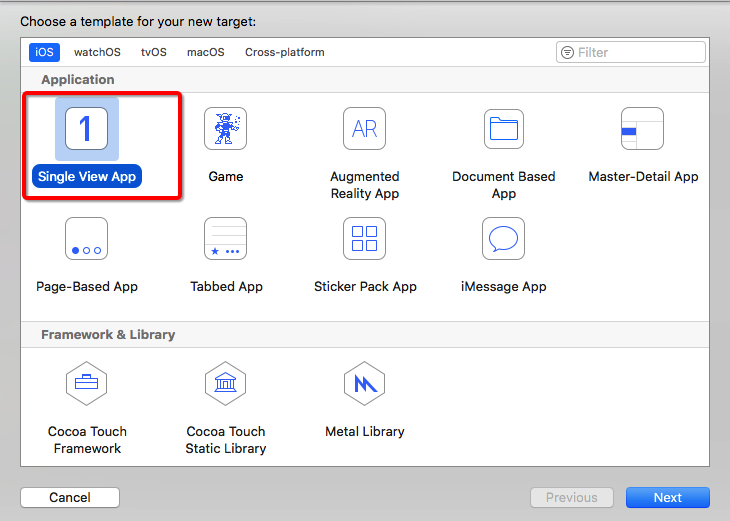 Choose a template for your new target:
iOS watchOS tvOS macOS Cross-platform Filter
Application
1 AR
Single View App Game Augmented Reality App Document Based App Master-Detail App
Page-Based App Tabbed App Sticker Pack App iMessage App
Framework & Library
Cocoa Touch Framework Cocoa Touch Static Library Metal Library
Cancel Previous Next